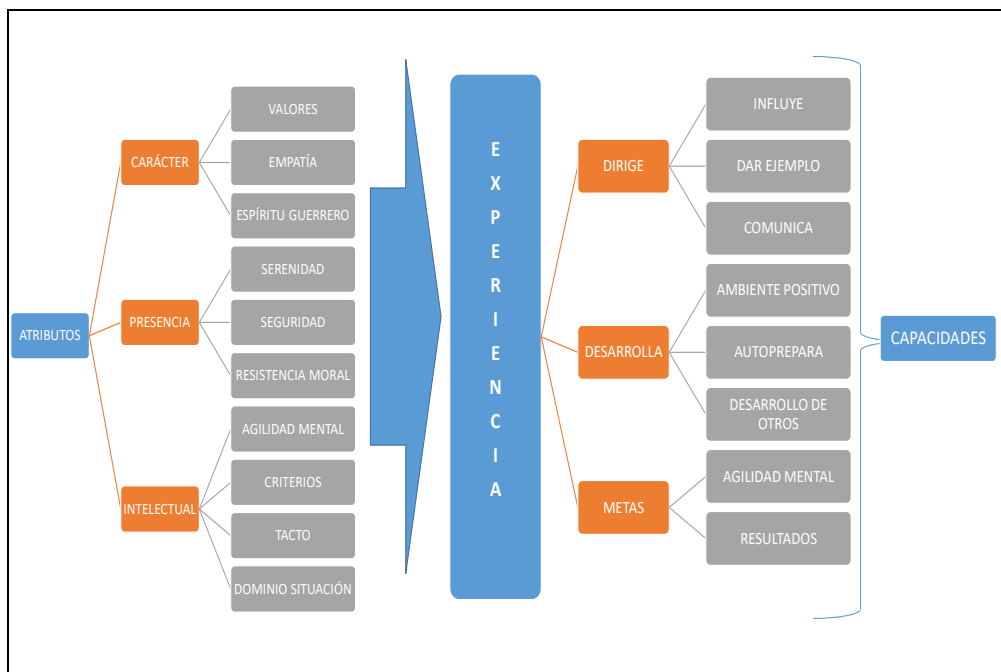 ATRIBUTOS
CARÁCTER
VALORES
EMPATÍA
ESPÍRITU GUERRERO
PRESENCIA
SERENIDAD
SEGURIDAD
RESISTENCIA MORAL
INTELECTUAL
AGILIDAD MENTAL
CRITERIOS
TACTO
DOMINIO SITUACIÓN
E
X
P
E
R
I
E
N
C
I
A
DIRIGE
INFLUYE
DAR EJEMPLO
COMUNICA
DESARROLLA
AMBIENTE POSITIVO
AUTOPREPARA
DESARROLLO DE
OTROS
METAS
AGILIDAD MENTAL
RESULTADOS
CAPACIDADES